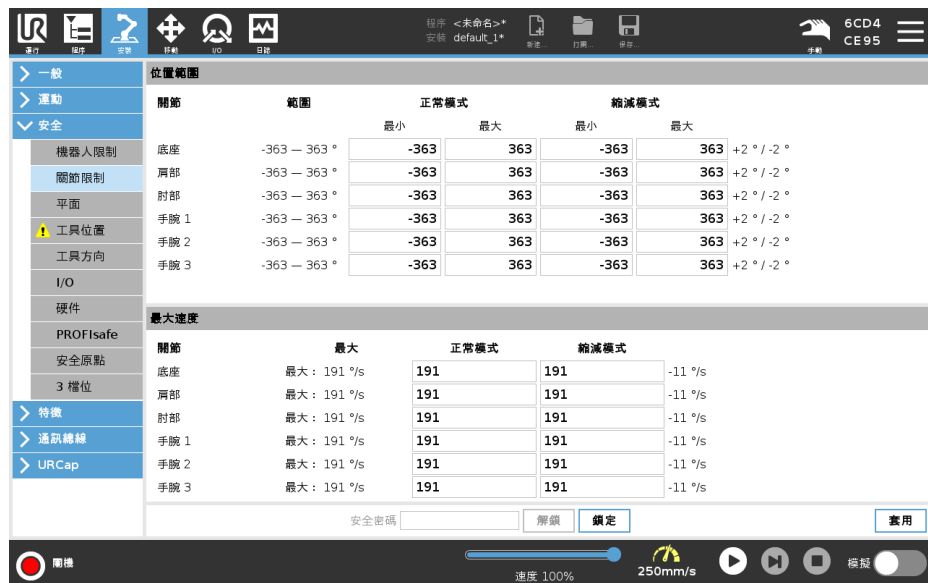 程序 <未命名>*
安裝 default_1*
6CD4
CE95
運行 程序 安裝 移動 I/O 日誌 新建... 打開... 保存... 手動
一般
運動
安全
機器人限制
關節限制
平面
工具位置
工具方向
I/O
硬件
PROFIsafe
安全原點
3 檔位
特徵
通訊總線
URCap
位置範圍
關節 範圍 正常模式 縮減模式
最小 最大 最小 最大
底座 -363 — 363 ° -363 363 -363 363 +2 ° / -2 °
肩部 -363 — 363 ° -363 363 -363 363 +2 ° / -2 °
肘部 -363 — 363 ° -363 363 -363 363 +2 ° / -2 °
手腕 1 -363 — 363 ° -363 363 -363 363 +2 ° / -2 °
手腕 2 -363 — 363 ° -363 363 -363 363 +2 ° / -2 °
手腕 3 -363 — 363 ° -363 363 -363 363 +2 ° / -2 °
最大速度
關節 最大 正常模式 縮減模式
底座 最大： 191 °/s 191 191 -11 °/s
肩部 最大： 191 °/s 191 191 -11 °/s
肘部 最大： 191 °/s 191 191 -11 °/s
手腕 1 最大： 191 °/s 191 191 -11 °/s
手腕 2 最大： 191 °/s 191 191 -11 °/s
手腕 3 最大： 191 °/s 191 191 -11 °/s
安全密碼 解鎖 鎖定 套用
關機 速度 100% 250mm/s 模擬